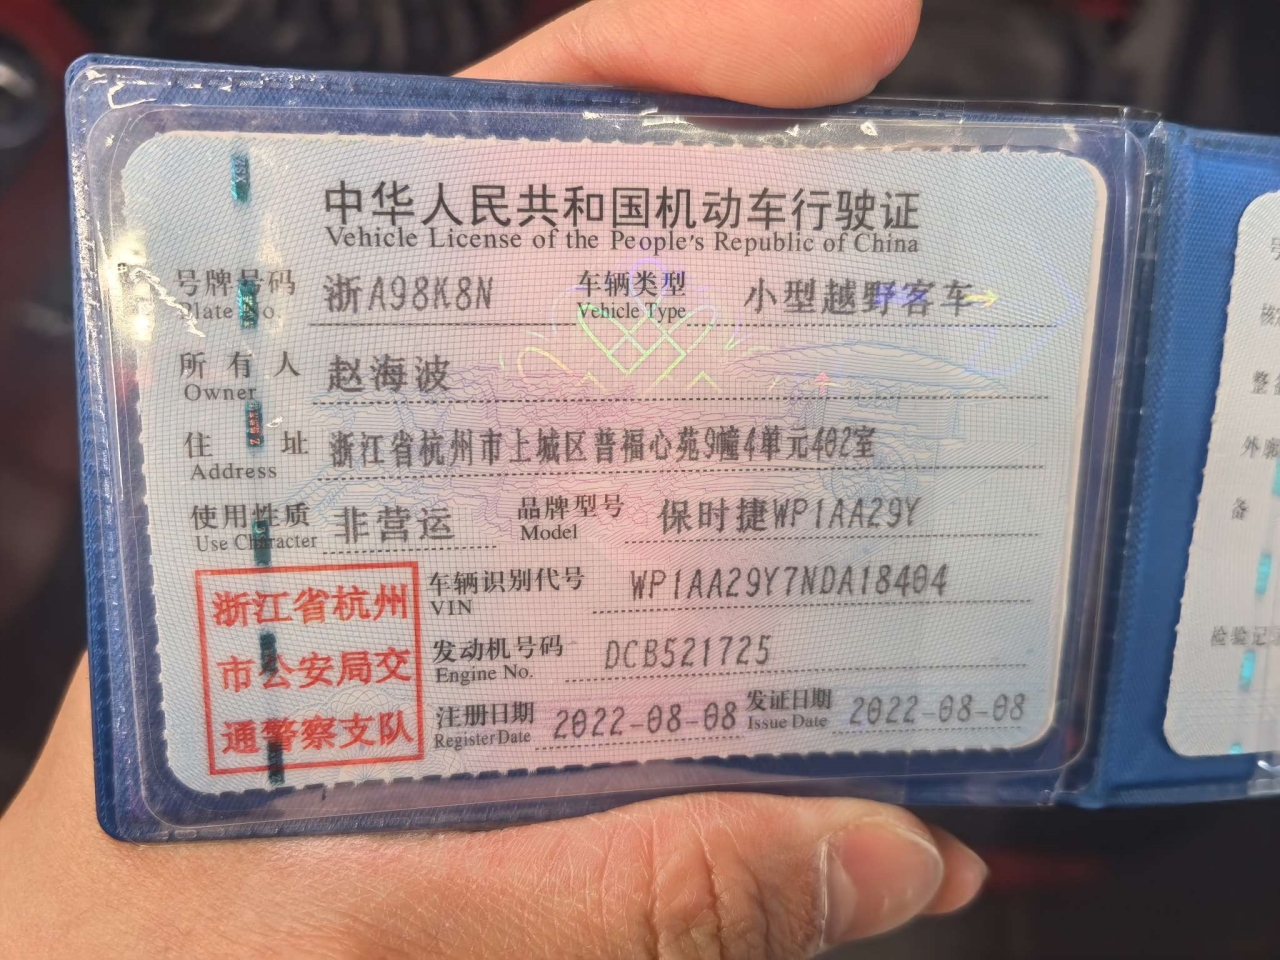 中华人民共和国机动车行驶证
Vehicle License of the People's Republic of China
号牌号码 浙A98K8N 车辆类型 小型越野客车
Plate No. Vehicle Type
所有人 赵海波
Owner
住址 浙江省杭州市上城区普福心苑9幢4单元402室
Address
使用性质 非营运 品牌型号 保时捷WP1AA29Y
Use Character Model
浙江省杭州
市公安局交
通警察支队
车辆识别代号 WP1AA29Y7NDA18404
VIN
发动机号码 DCB521725
Engine No.
注册日期 2022-08-08 发证日期 2022-08-08
Register Date Issue Date
核
整
外廓
备
检验记